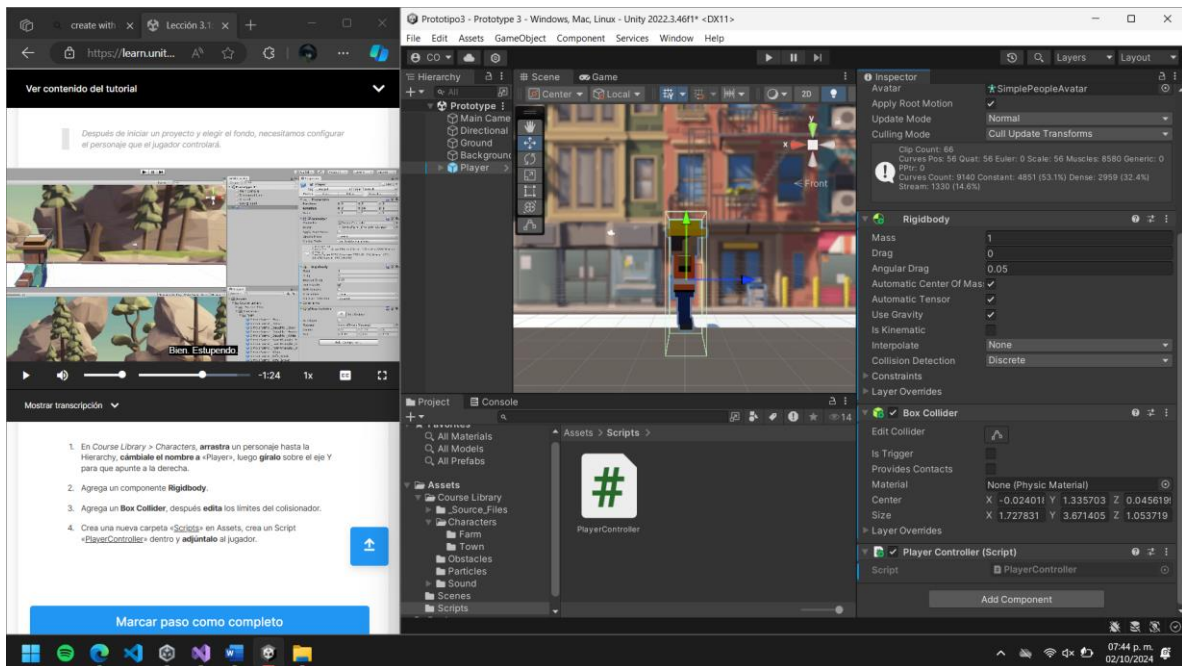 create with
Lección 3.1
https://learn.unit...
Ver contenido del tutorial
Después de iniciar un proyecto y elegir el fondo, necesitamos configurar
el personaje que el jugador controlará.
Bien. Estupendo
-1:24
1x
Mostrar transcripción
1. En Course Library > Characters, arrastra un personaje hasta la
Hierarchy, cámbiale el nombre a «Player», luego gíralo sobre el eje Y
para que apunte a la derecha.
2. Agrega un componente Rigidbody.
3. Agrega un Box Collider, después edita los límites del colisionador.
4. Crea una nueva carpeta «Scripts» en Assets, crea un Script
«PlayerController» dentro y adjúntalo al jugador.
Marcar paso como completo
Prototipo3 - Prototype 3 - Windows, Mac, Linux - Unity 2022.3.46f1* <DX11>
File Edit Assets GameObject Component Services Window Help
CO
Layers
Layout
Hierarchy
All
Prototype
Main Came
Directional
Ground
Background
Player
Scene
Game
Center
Local
2D
y
x
Front
Project
Console
14
Favorites
All Materials
All Models
All Prefabs
Assets
Course Library
_Source_Files
Characters
Farm
Town
Obstacles
Particles
Sound
Scenes
Scripts
Assets > Scripts >
#
PlayerController
Inspector
Avatar SimplePeopleAvatar
Apply Root Motion
Update Mode Normal
Culling Mode Cull Update Transforms
Clip Count: 66
Curves Pos: 56 Quat: 56 Euler: 0 Scale: 56 Muscles: 8580 Generic: 0
PPtr: 0
Curves Count: 9140 Constant: 4851 (53.1%) Dense: 2959 (32.4%)
Stream: 1330 (14.6%)
Rigidbody
Mass 1
Drag 0
Angular Drag 0.05
Automatic Center Of Mas
Automatic Tensor
Use Gravity
Is Kinematic
Interpolate None
Collision Detection Discrete
Constraints
Layer Overrides
Box Collider
Edit Collider
Is Trigger
Provides Contacts
Material None (Physic Material)
Center X -0.02401 Y 1.335703 Z 0.045619
Size X 1.727831 Y 3.671405 Z 1.053719
Layer Overrides
Player Controller (Script)
Script PlayerController
Add Component
07:44 p. m.
02/10/2024